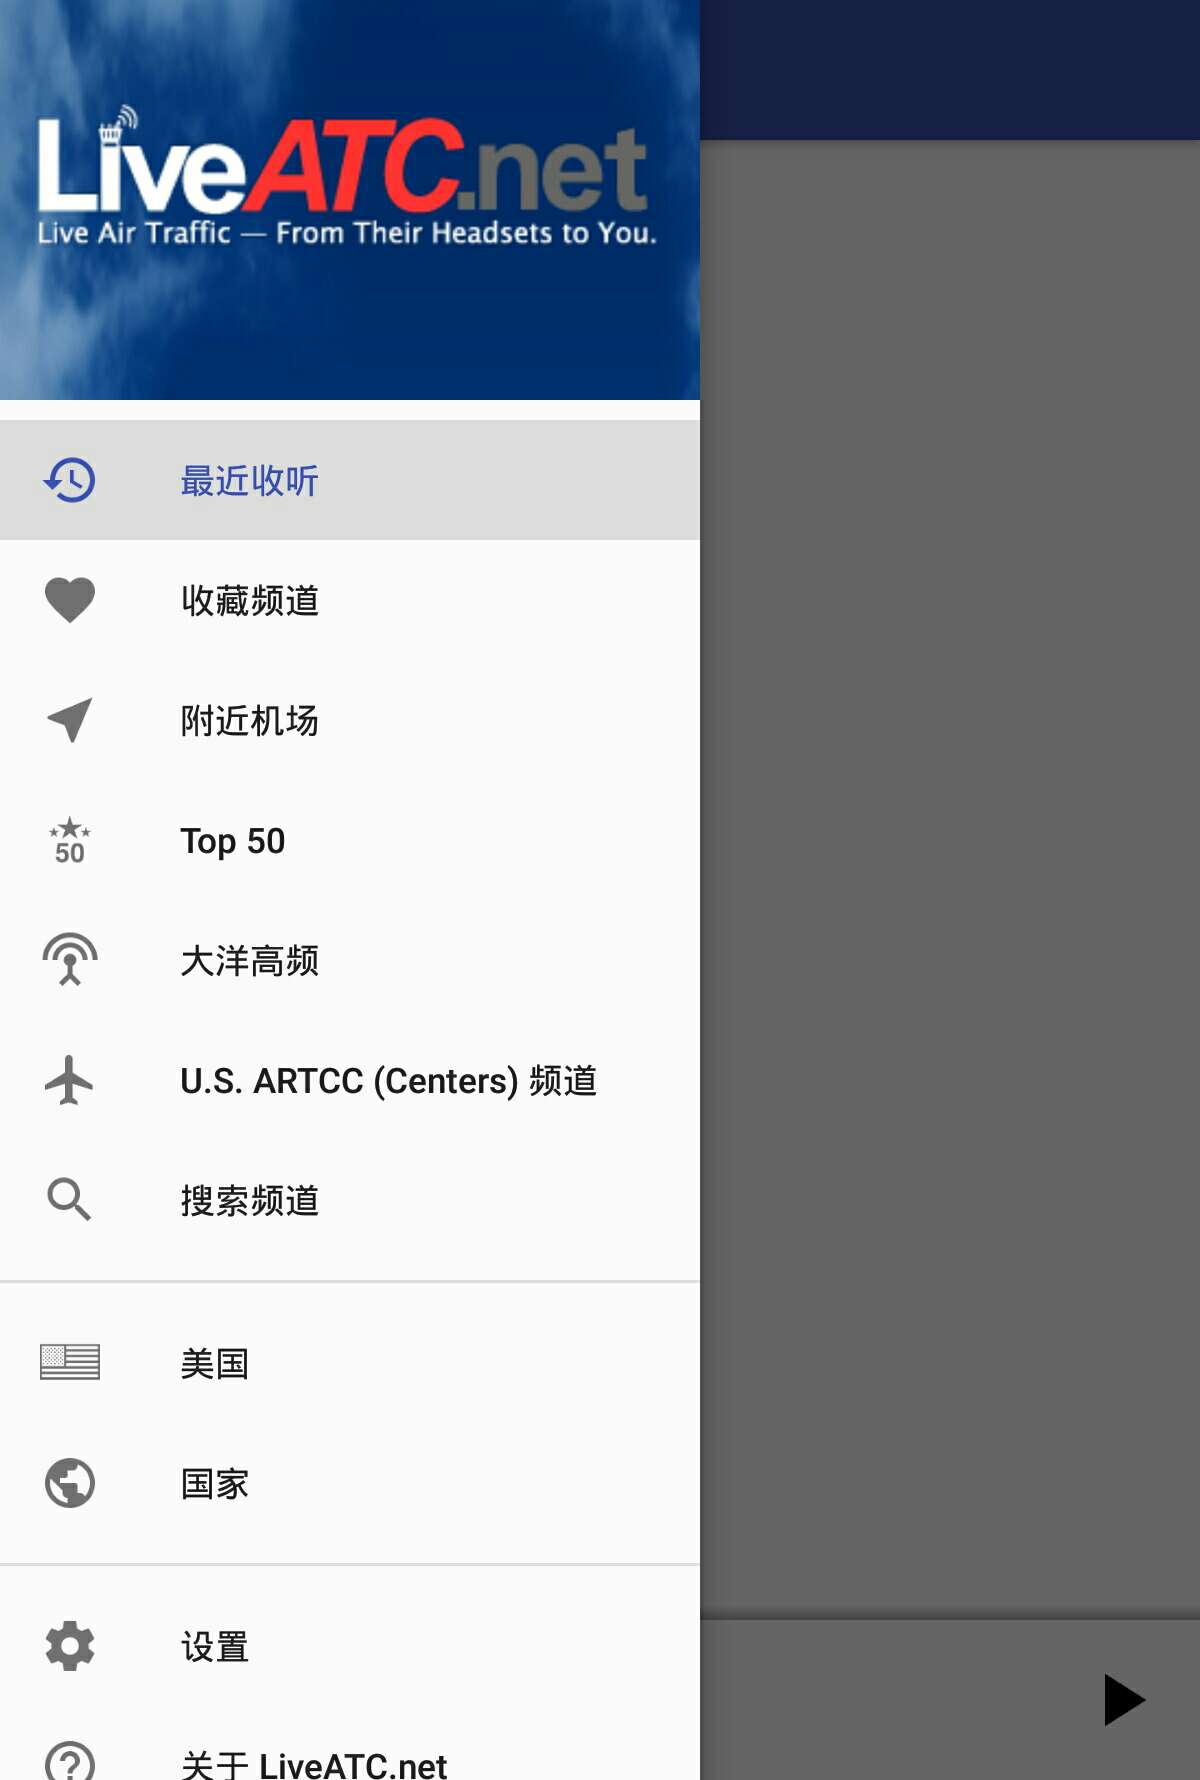 LiveATC.net
Live Air Traffic — From Their Headsets to You.
最近收听
收藏频道
附近机场
50
Top 50
大洋高频
U.S. ARTCC (Centers) 频道
搜索频道
美国
国家
设置
关于 LiveATC.net